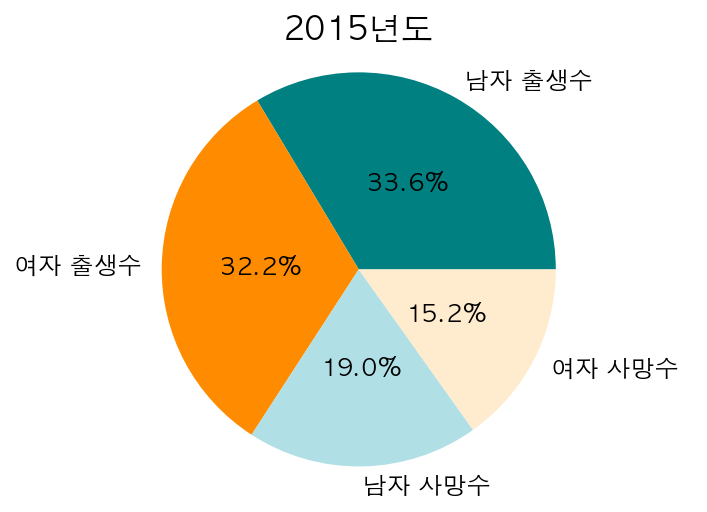 2015년도
남자 출생수
33.6%
여자 출생수
32.2%
15.2%
19.0%
여자 사망수
남자 사망수